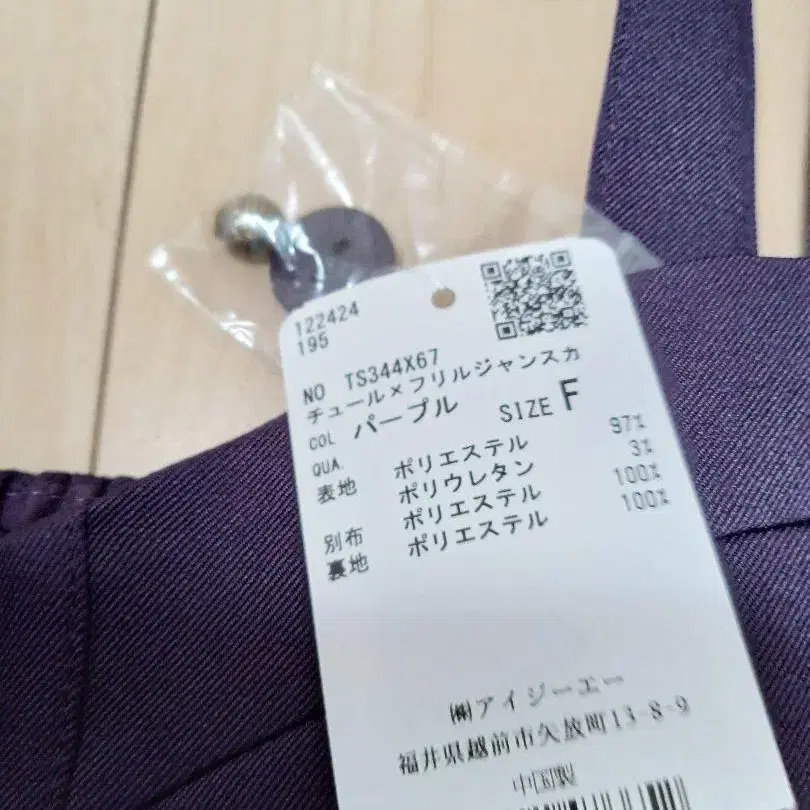 122424
195
NO TS344X67
チュール×フリルジャンスカ
COL パープル SIZE F
QUA.
表地 ポリエステル 97%
ポリウレタン 3%
別布 ポリエステル 100%
裏地 ポリエステル 100%
㈱アイジーエー
福井県越前市矢放町13-8-9
中国製